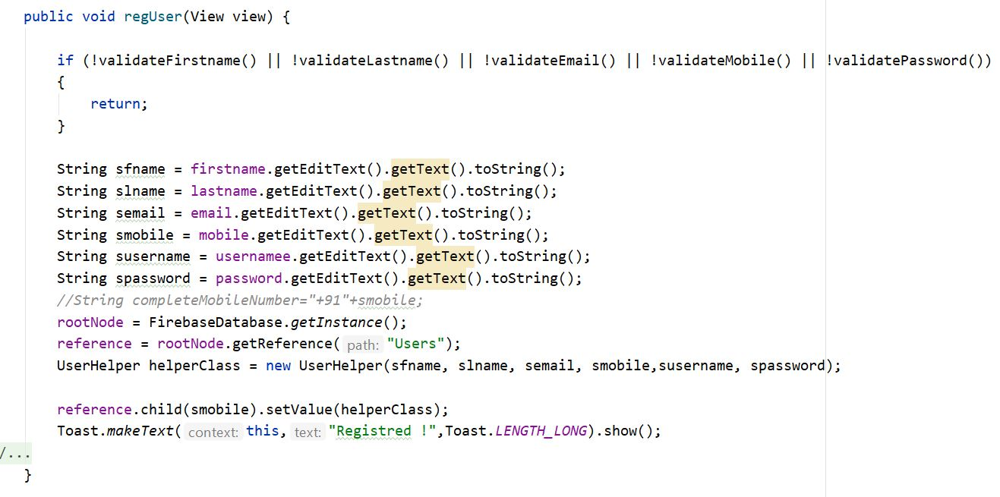 public void regUser(View view) {
if (!validateFirstname() || !validateLastname() || !validateEmail() || !validateMobile() || !validatePassword())
{
return;
}
String sfname = firstname.getEditText().getText().toString();
String slname = lastname.getEditText().getText().toString();
String semail = email.getEditText().getText().toString();
String smobile = mobile.getEditText().getText().toString();
String susername = usernamee.getEditText().getText().toString();
String spassword = password.getEditText().getText().toString();
//String completeMobileNumber="+91"+smobile;
rootNode = FirebaseDatabase.getInstance();
reference = rootNode.getReference( path: "Users");
UserHelper helperClass = new UserHelper(sfname, slname, semail, smobile,susername, spassword);
reference.child(smobile).setValue(helperClass);
Toast.makeText( context: this, text: "Registred !",Toast.LENGTH_LONG).show();
/...
}